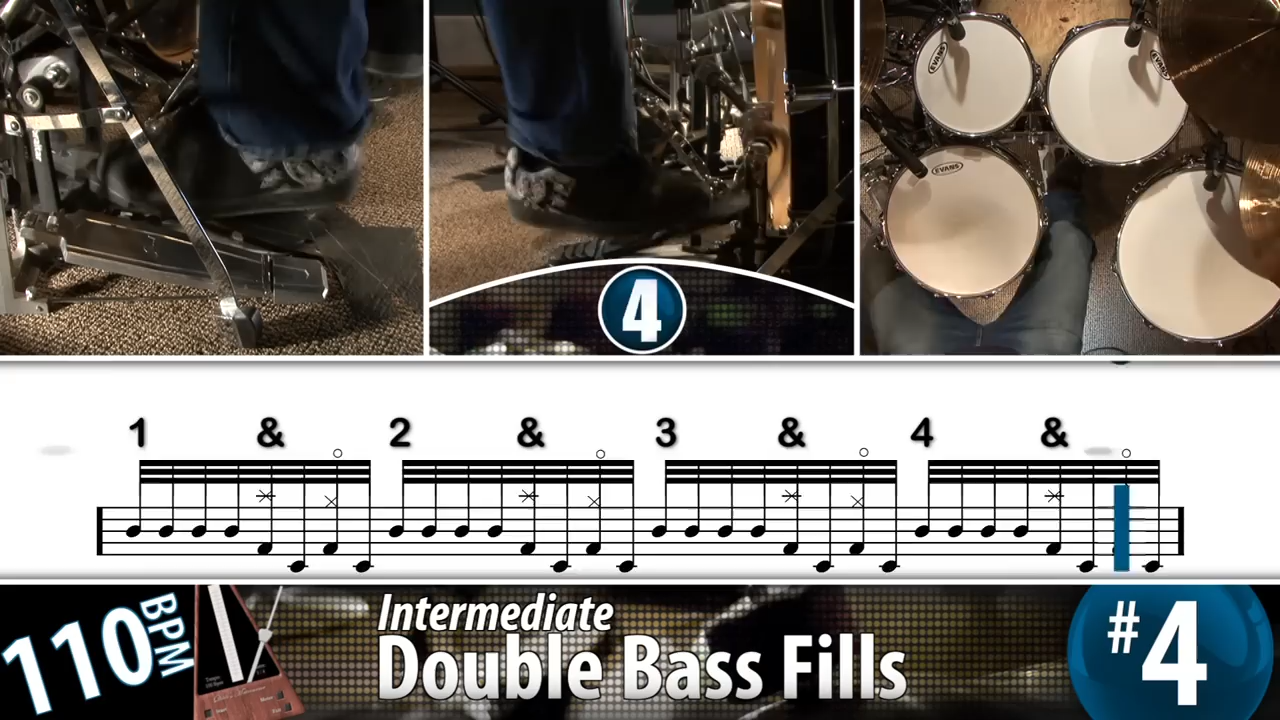 EVANS
EVANS
EVANS
4
1 & 2 & 3 & 4 &
110 BPM
Intermediate
Double Bass Fills
#4